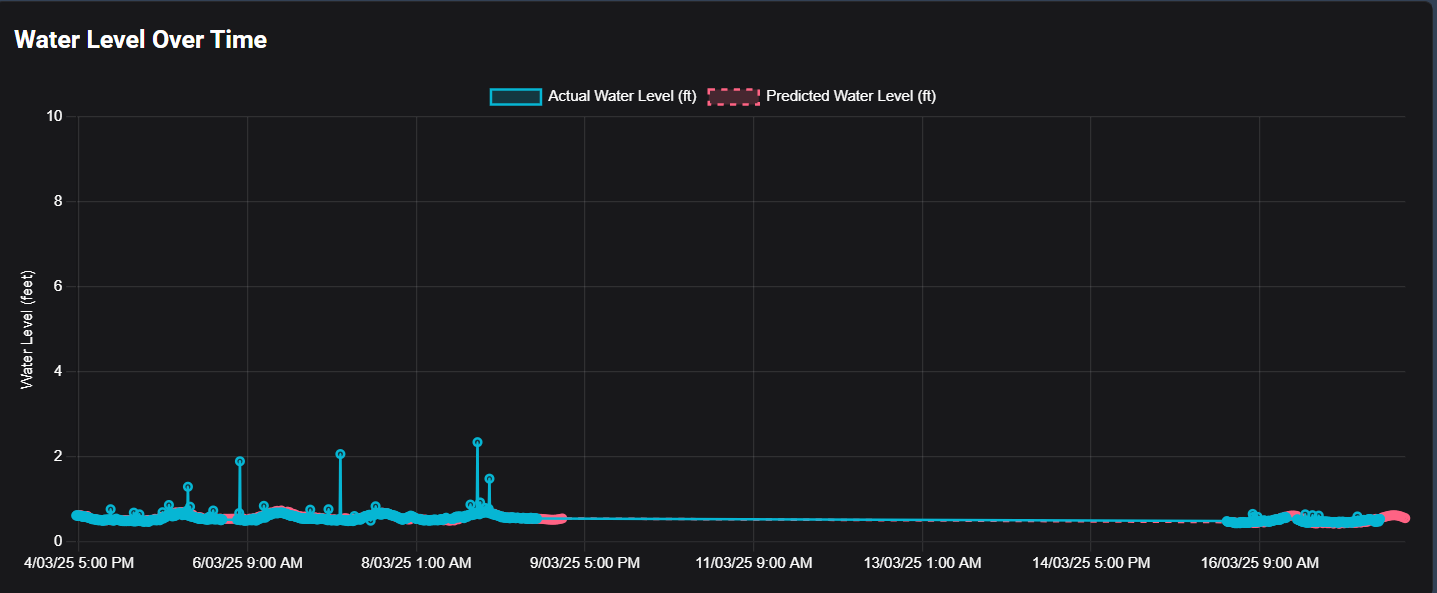 Water Level Over Time
Actual Water Level (ft) Predicted Water Level (ft)
Water Level (feet)
10
8
6
4
2
0
4/03/25 5:00 PM 6/03/25 9:00 AM 8/03/25 1:00 AM 9/03/25 5:00 PM 11/03/25 9:00 AM 13/03/25 1:00 AM 14/03/25 5:00 PM 16/03/25 9:00 AM